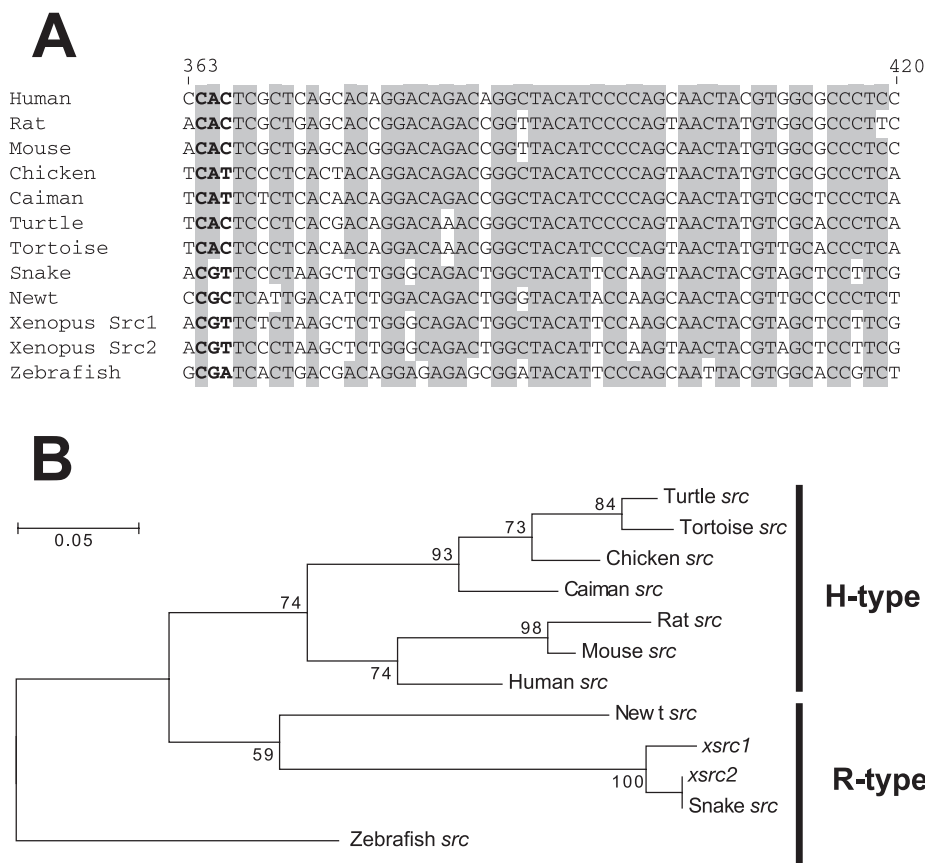 A
363 420
Human CCACTCGCTCAGCACAGGACAGACAGGCTACATCCCCAGCAACTACGTGGCGCCCTCC
Rat ACACTCGCTGAGCACCGGACAGACCGGTTACATCCCCAGTAACTATGTGGCGCCCTTC
Mouse ACACTCGCTGAGCACGGGACAGACCGGTTACATCCCCAGCAACTATGTGGCGCCCTCC
Chicken TCATTCCCTCACTACAGGACAGACGGGCTACATCCCCAGTAACTATGTCGCGCCCTCA
Caiman TCATTCTCTCACAACAGGACAGACCGGCTACATCCCCAGTAACTATGTCGCTCCCTCA
Turtle TCACTCCCTCACGACAGGACAAACGGGCTACATCCCCAGTAACTATGTCGCACCCTCA
Tortoise TCACTCCCTCACAACAGGACAAACGGGCTACATCCCCAGTAACTATGTTGCACCCTCA
Snake ACGTTCCCTAAGCTCTGGGCAGACTGGCTACATTCCAAGTAACTACGTAGCTCCTTCG
Newt CCGCTCATTGACATCTGGACAGACTGGGTACATACCAAGCAACTACGTTGCCCCCTCT
Xenopus Src1 ACGTTCTCTAAGCTCTGGGCAGACTGGCTACATTCCAAGCAACTACGTAGCTCCTTCG
Xenopus Src2 ACGTTCCCTAAGCTCTGGGCAGACTGGCTACATTCCAAGTAACTACGTAGCTCCTTCG
Zebrafish GCGATCACTGACGACAGGAGAGAGCGGATACATTCCCAGCAATTACGTGGCACCGTCT
B
0.05
84 Turtle src
73 Tortoise src
93 Chicken src
Caiman src
74
98 Rat src
Mouse src
74 Human src
H-type
Newt src
59
xsrc1
100 xsrc2
Snake src
R-type
Zebrafish src